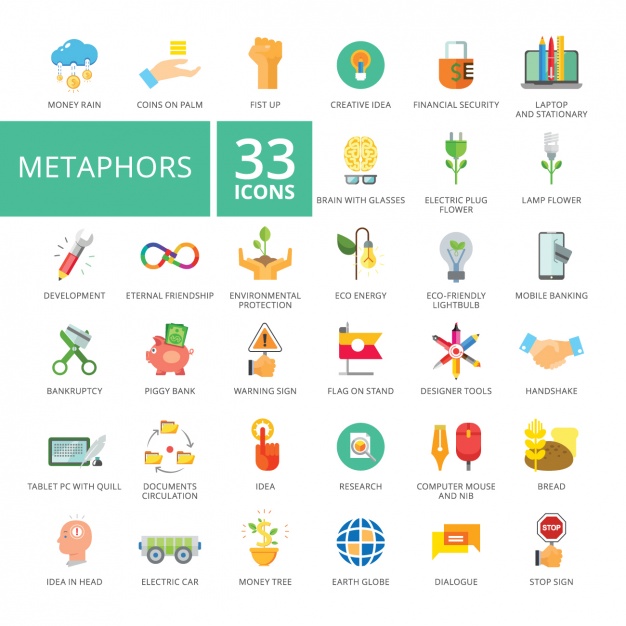 MONEY RAIN
COINS ON PALM
FIST UP
CREATIVE IDEA
FINANCIAL SECURITY
LAPTOP
AND STATIONARY
METAPHORS
33
ICONS
BRAIN WITH GLASSES
ELECTRIC PLUG
FLOWER
LAMP FLOWER
DEVELOPMENT
ETERNAL FRIENDSHIP
ENVIRONMENTAL
PROTECTION
ECO ENERGY
ECO-FRIENDLY
LIGHTBULB
MOBILE BANKING
BANKRUPTCY
PIGGY BANK
WARNING SIGN
FLAG ON STAND
DESIGNER TOOLS
HANDSHAKE
TABLET PC WITH QUILL
DOCUMENTS
CIRCULATION
IDEA
RESEARCH
COMPUTER MOUSE
AND NIB
BREAD
STOP
IDEA IN HEAD
ELECTRIC CAR
MONEY TREE
EARTH GLOBE
DIALOGUE
STOP SIGN